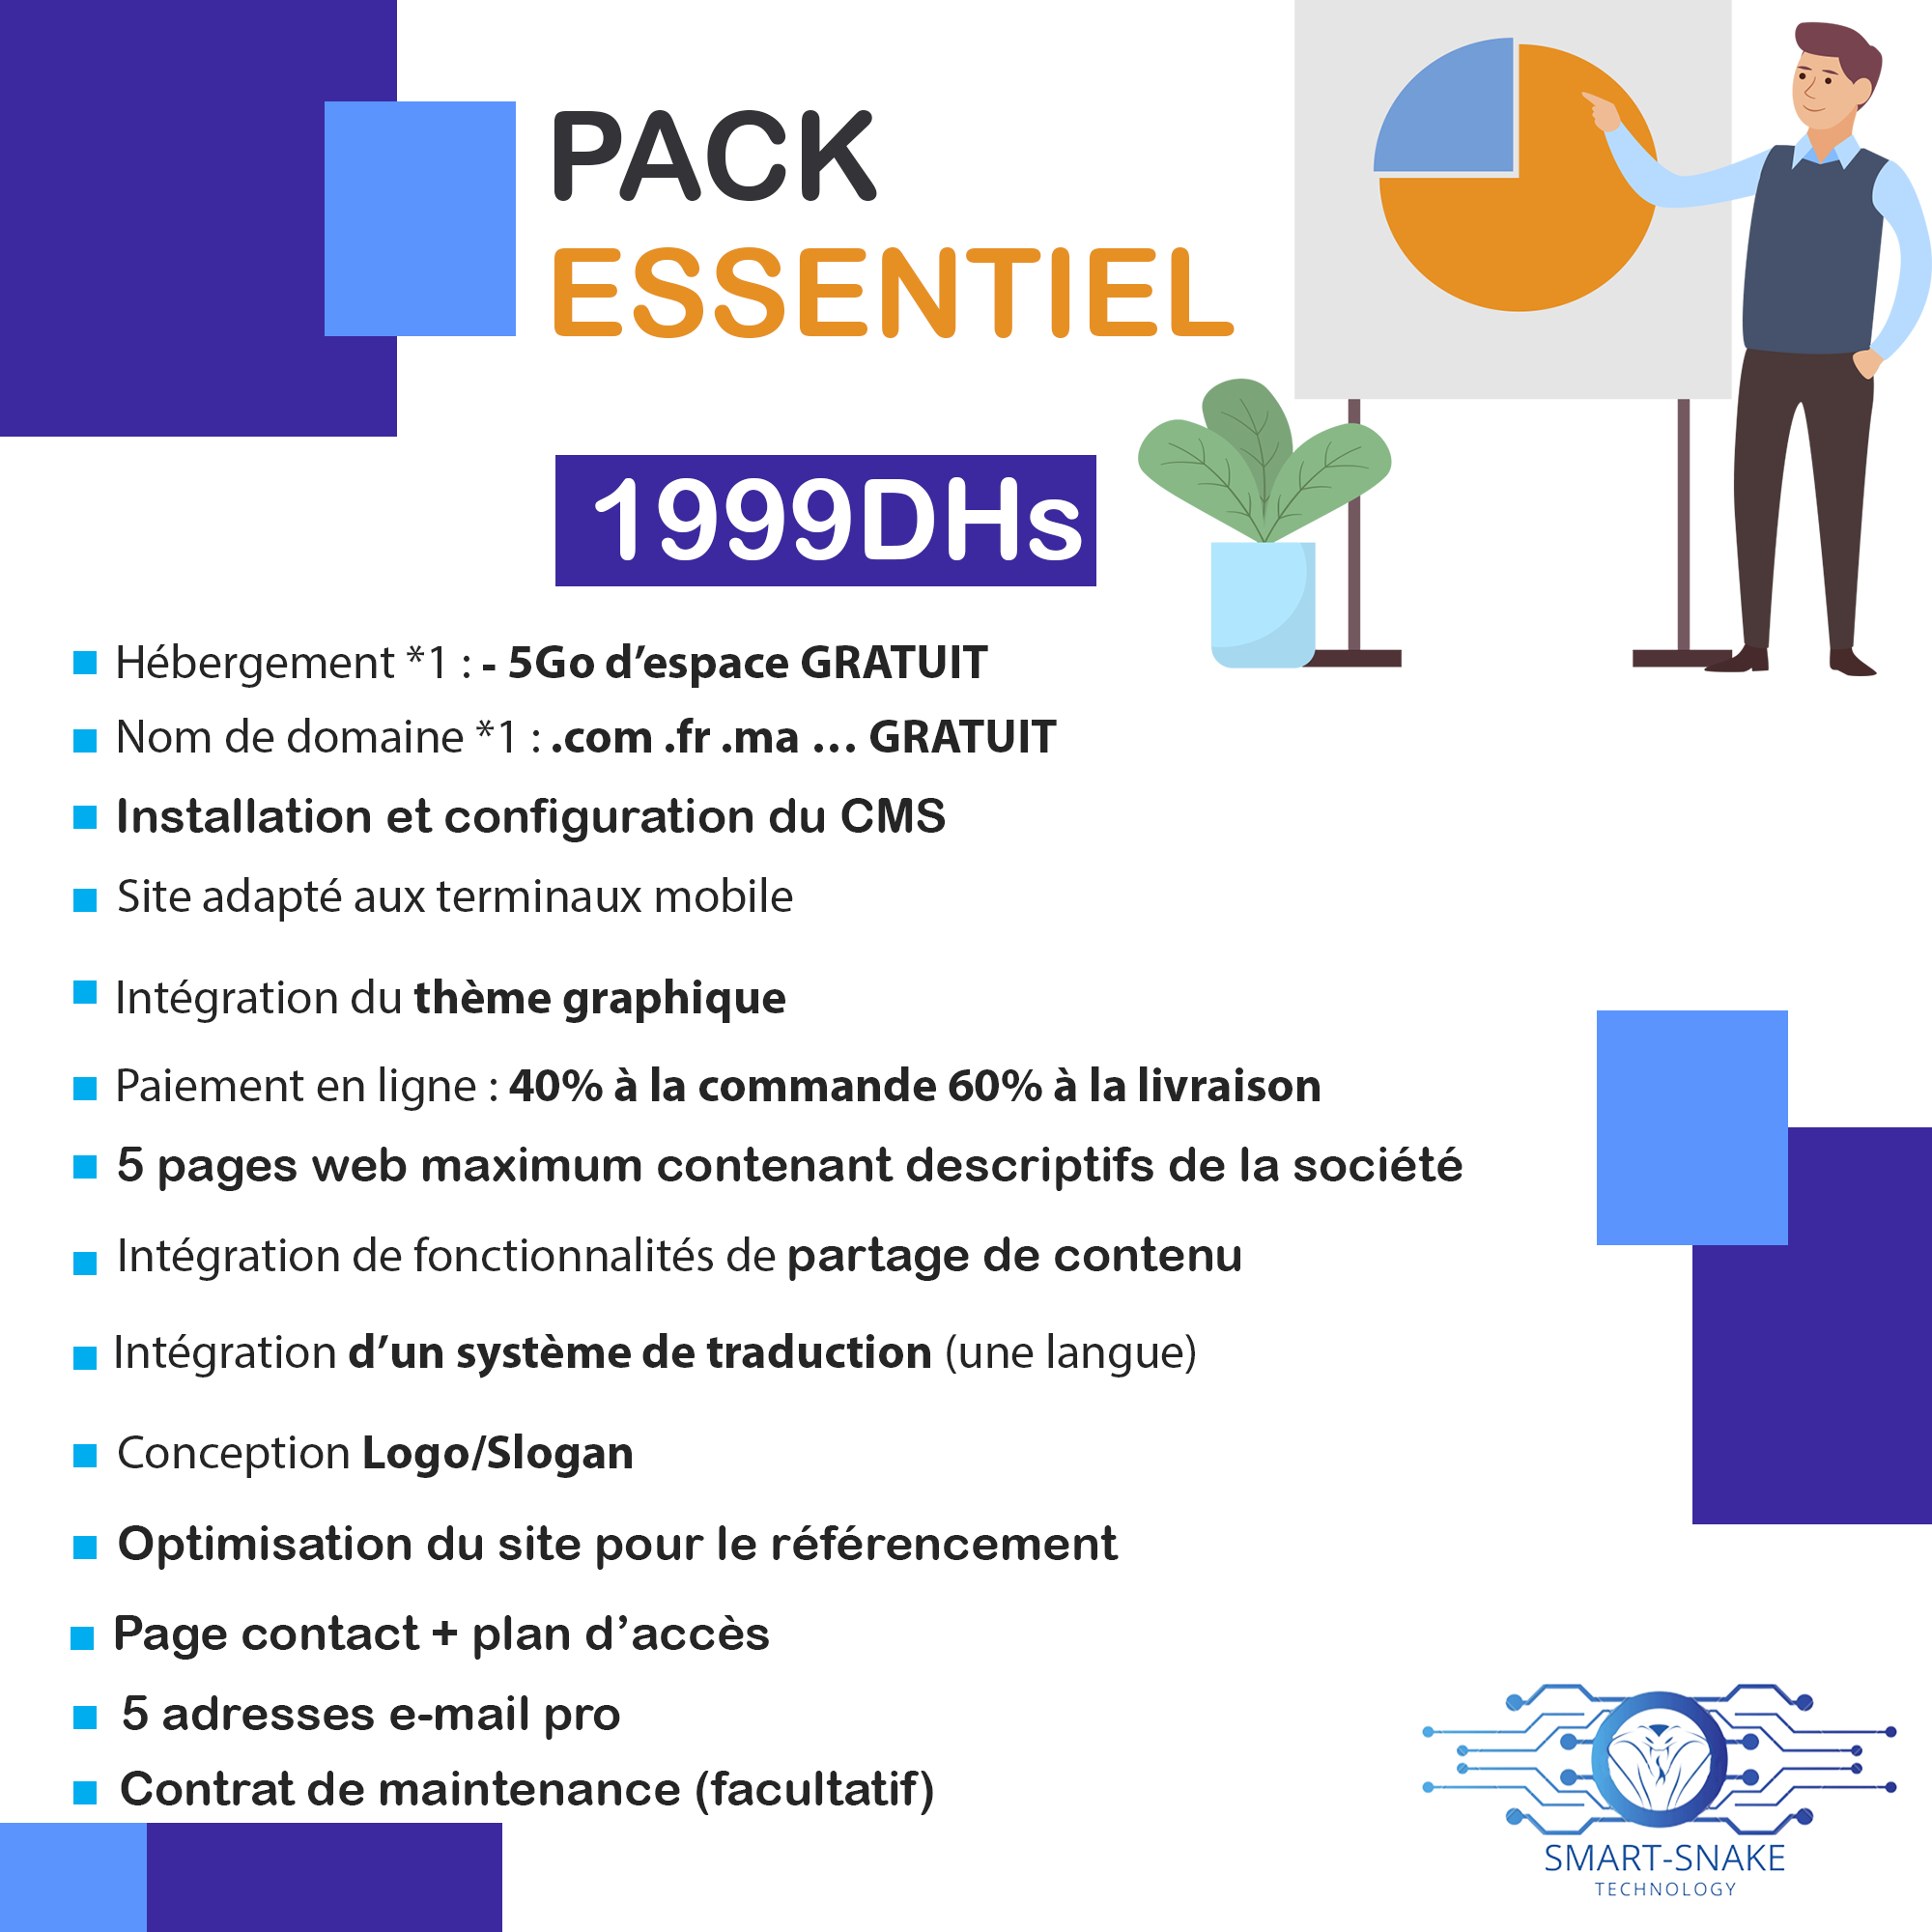 PACK
ESSENTIEL
1999DHs
Hébergement *1 : - 5Go d’espace GRATUIT
Nom de domaine *1 : .com .fr .ma ... GRATUIT
Installation et configuration du CMS
Site adapté aux terminaux mobile
Intégration du thème graphique
Paiement en ligne : 40% à la commande 60% à la livraison
5 pages web maximum contenant descriptifs de la société
Intégration de fonctionnalités de partage de contenu
Intégration d’un système de traduction (une langue)
Conception Logo/Slogan
Optimisation du site pour le référencement
Page contact + plan d’accès
5 adresses e-mail pro
Contrat de maintenance (facultatif)
SMART-SNAKE
TECHNOLOGY